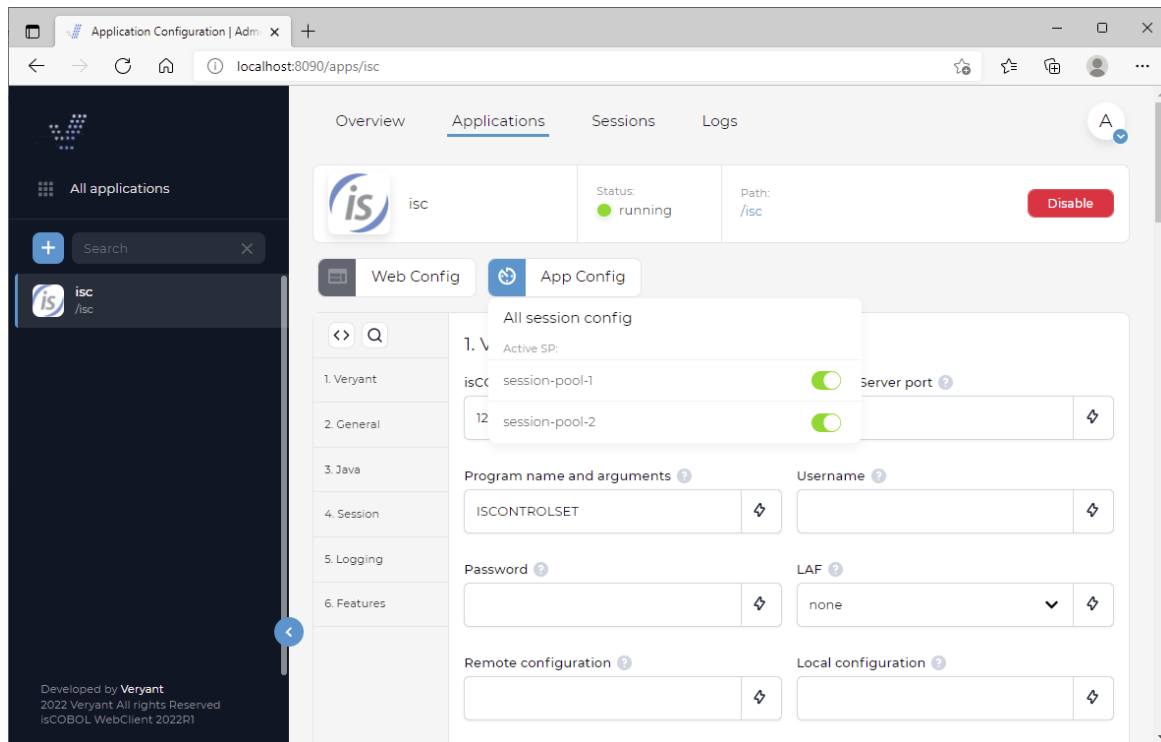 Application Configuration | Adm
localhost:8090/apps/isc
Overview
Applications
Sessions
Logs
A
All applications
Search
isc
/isc
is
isc
Status:
running
Path:
/isc
Disable
Web Config
App Config
All session config
Active SP:
session-pool-1
session-pool-2
1. Veryant
2. General
3. Java
4. Session
5. Logging
6. Features
1.
isCO
Server port
12
Program name and arguments
Username
ISCONTROLSET
Password
LAF
none
Remote configuration
Local configuration
is
Developed by Veryant
2022 Veryant All rights Reserved
isCOBOL WebClient 2022R1